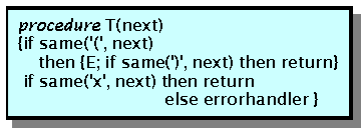 procedure T(next)
{if same('(', next)
then {E; if same(')', next) then return}
if same('x', next) then return
else errorhandler }